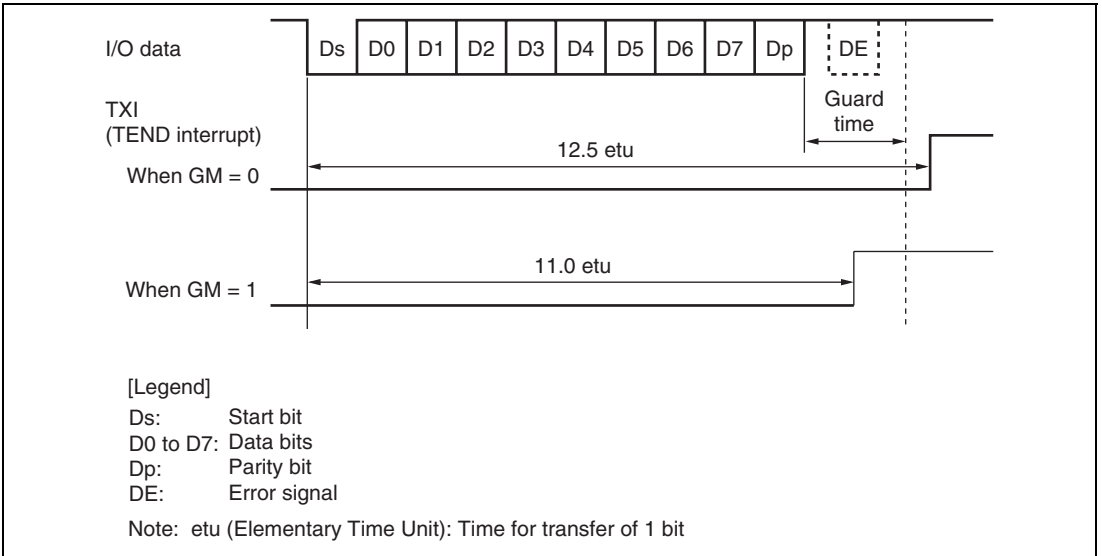 I/O data
Ds D0 D1 D2 D3 D4 D5 D6 D7 Dp DE
TXI
(TEND interrupt)
Guard
time
12.5 etu
When GM = 0
11.0 etu
When GM = 1
[Legend]
Ds: Start bit
D0 to D7: Data bits
Dp: Parity bit
DE: Error signal
Note: etu (Elementary Time Unit): Time for transfer of 1 bit